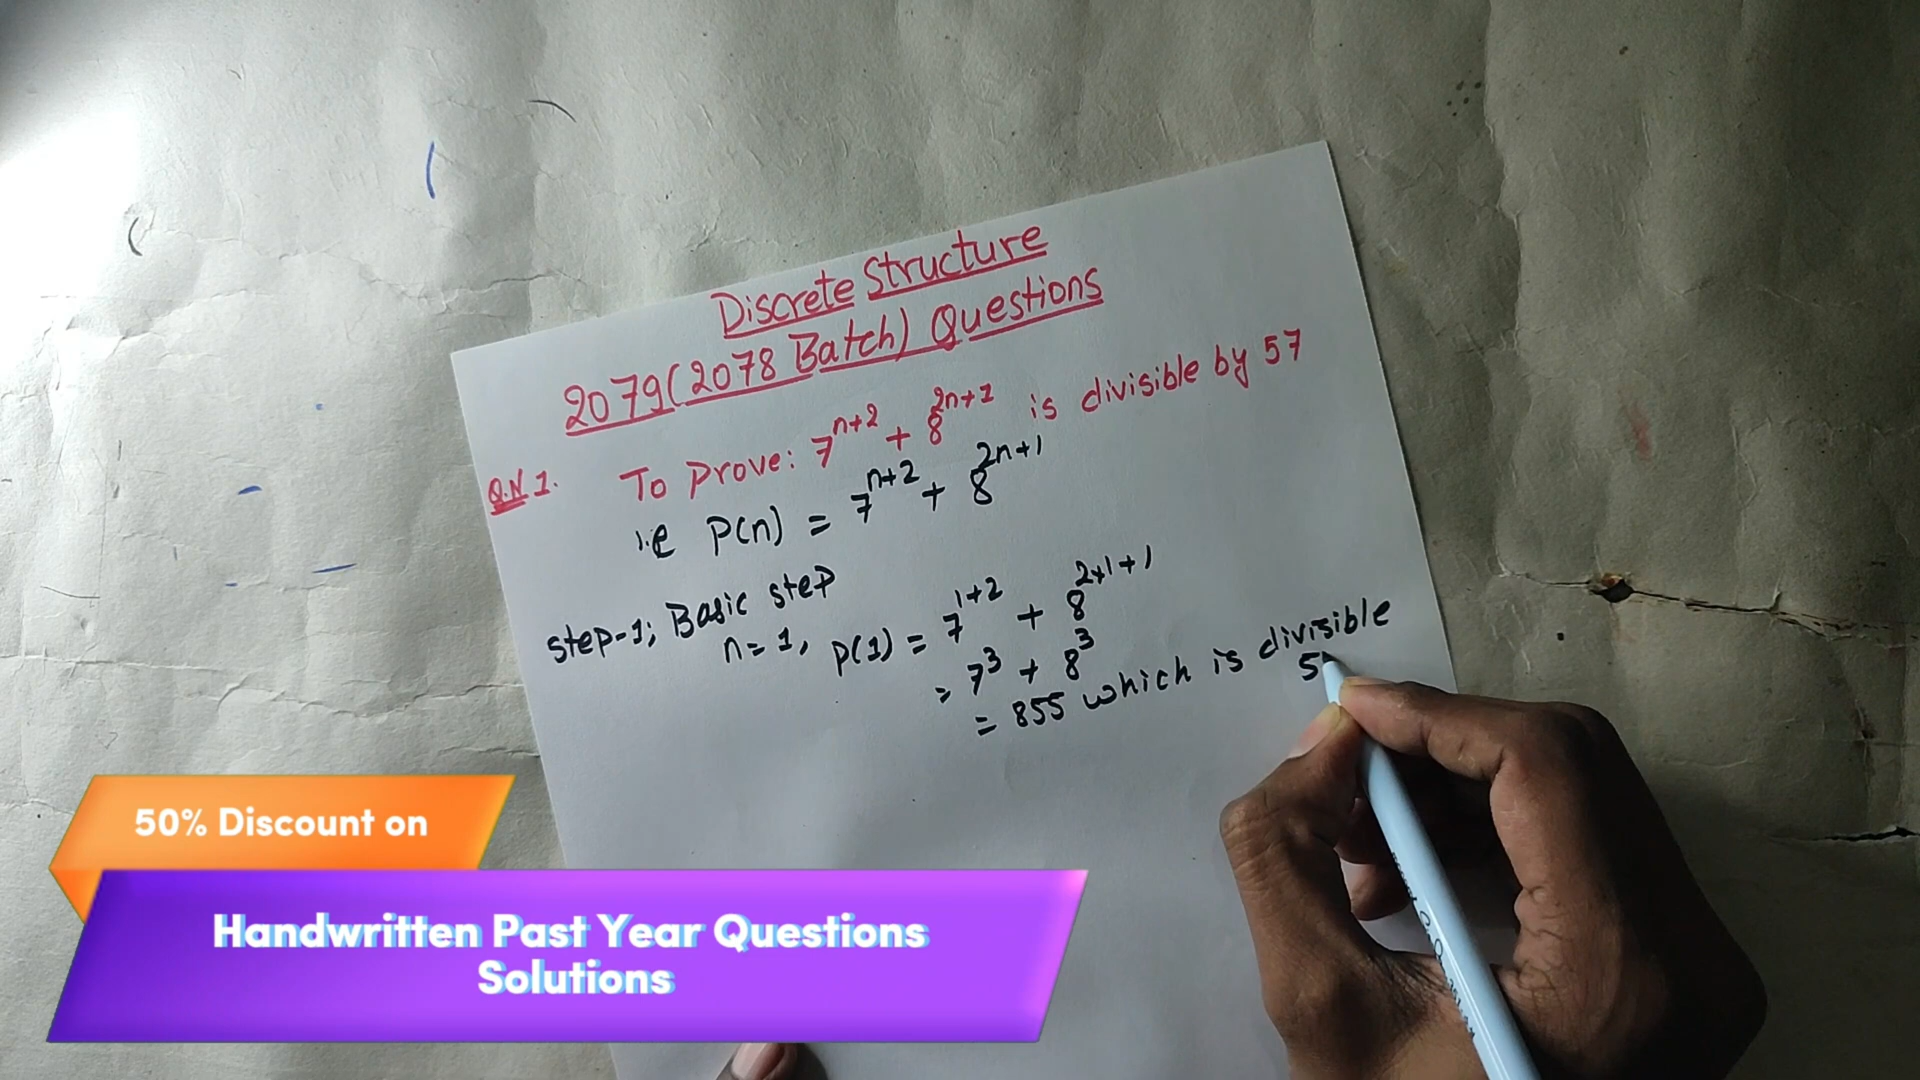 Discrete Structure
2079(2078 Batch) Questions
Q.N 1. To prove: 7^{n+2} + 8^{2n+1} is divisible by 57
i.e P(n) = 7^{n+2} + 8^{2n+1}
step-1; Basic step
n=1, P(1) = 7^{1+2} + 8^{2×1+1}
= 7^3 + 8^3
= 855 which is divisible
5
50% Discount on
Handwritten Past Year Questions
Solutions